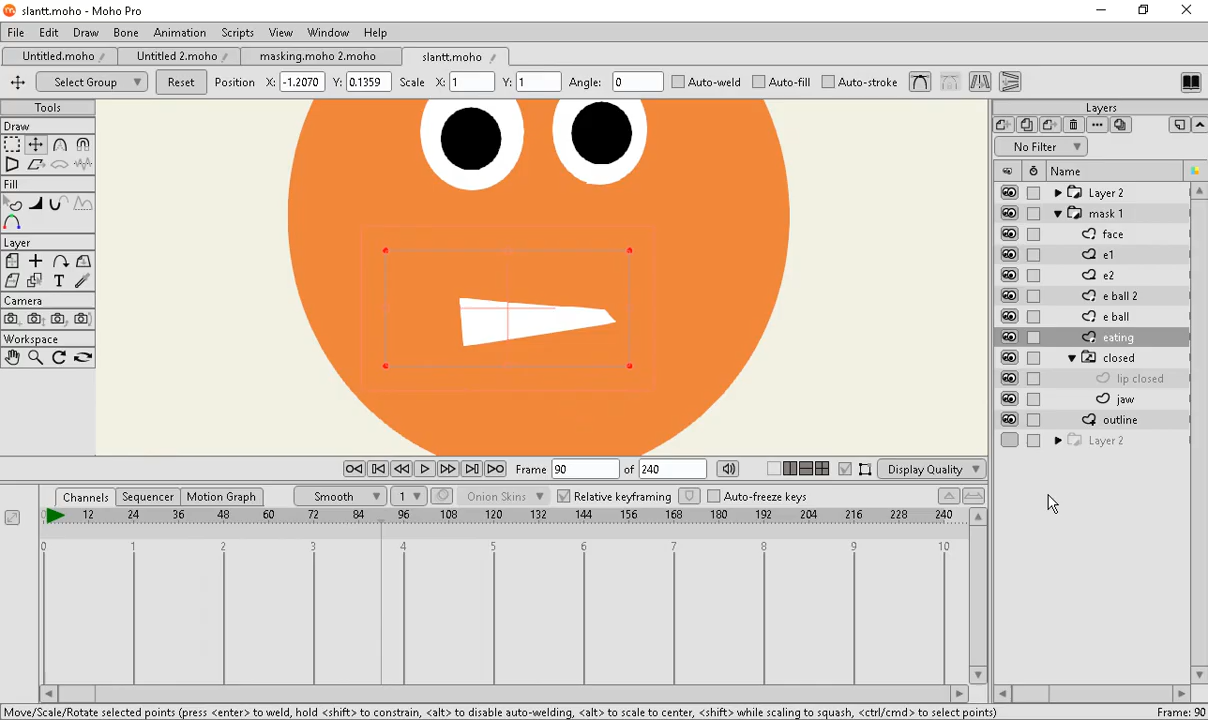 slantt.moho - Moho Pro
File Edit Draw Bone Animation Scripts View Window Help
Untitled.moho Untitled 2.moho masking.moho 2.moho slantt.moho
Select Group Reset Position X: -1.2070 Y: 0.1359 Scale X: 1 Y: 1 Angle: 0 Auto-weld Auto-fill Auto-stroke
Tools
Layers
Draw
No Filter
Name
Fill
Layer 2
mask 1
face
Layer
e1
e2
T
e ball 2
Camera
e ball
eating
Workspace
closed
lip closed
jaw
outline
Layer 2
Frame 90 of 240 Display Quality
Channels Sequencer Motion Graph Smooth 1 Onion Skins Relative keyframing Auto-freeze keys
0 12 24 36 48 60 72 84 96 108 120 132 144 156 168 180 192 204 216 228 240
0 1 2 3 4 5 6 7 8 9 10
Move/Scale/Rotate selected points (press <enter> to weld, hold <shift> to constrain, <alt> to disable auto-welding, <alt> to scale to center, <shift> while scaling to squash, <ctrl/cmd> to select points) Frame: 90